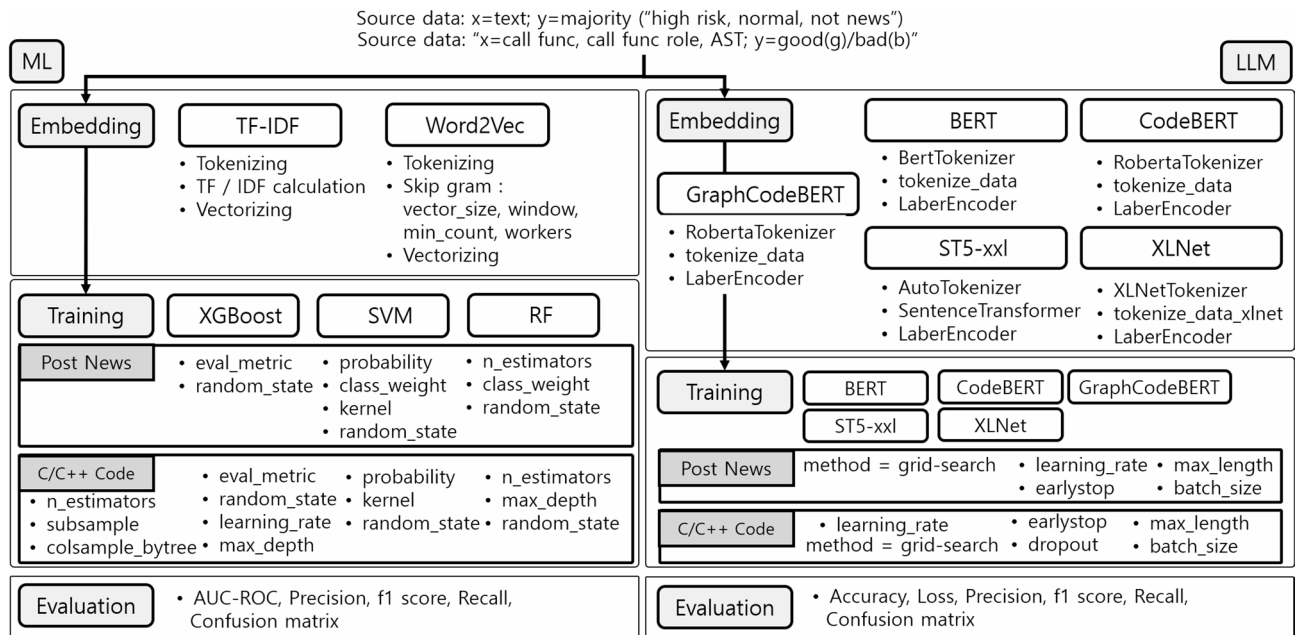 Source data: x=text; y=majority (“high risk, normal, not news”)
Source data: “x=call func, call func role, AST; y=good(g)/bad(b)”
ML
Embedding
TF-IDF
• Tokenizing
• TF / IDF calculation
• Vectorizing
Word2Vec
• Tokenizing
• Skip gram :
vector_size, window,
min_count, workers
• Vectorizing
Training
XGBoost
SVM
RF
Post News
• eval_metric
• random_state
• probability
• class_weight
• kernel
• random_state
• n_estimators
• class_weight
• random_state
C/C++ Code
• n_estimators
• subsample
• colsample_bytree
• eval_metric
• random_state
• learning_rate
• max_depth
• probability
• kernel
• random_state
• n_estimators
• max_depth
• random_state
Evaluation
• AUC-ROC, Precision, f1 score, Recall,
Confusion matrix
LLM
Embedding
GraphCodeBERT
• RobertaTokenizer
• tokenize_data
• LaberEncoder
BERT
• BertTokenizer
• tokenize_data
• LaberEncoder
CodeBERT
• RobertaTokenizer
• tokenize_data
• LaberEncoder
ST5-xxl
• AutoTokenizer
• SentenceTransformer
• LaberEncoder
XLNet
• XLNetTokenizer
• tokenize_data_xlnet
• LaberEncoder
Training
BERT
CodeBERT
GraphCodeBERT
ST5-xxl
XLNet
Post News
method = grid-search
• learning_rate
• earlystop
• max_length
• batch_size
C/C++ Code
• learning_rate
method = grid-search
• earlystop
• dropout
• max_length
• batch_size
Evaluation
• Accuracy, Loss, Precision, f1 score, Recall,
Confusion matrix